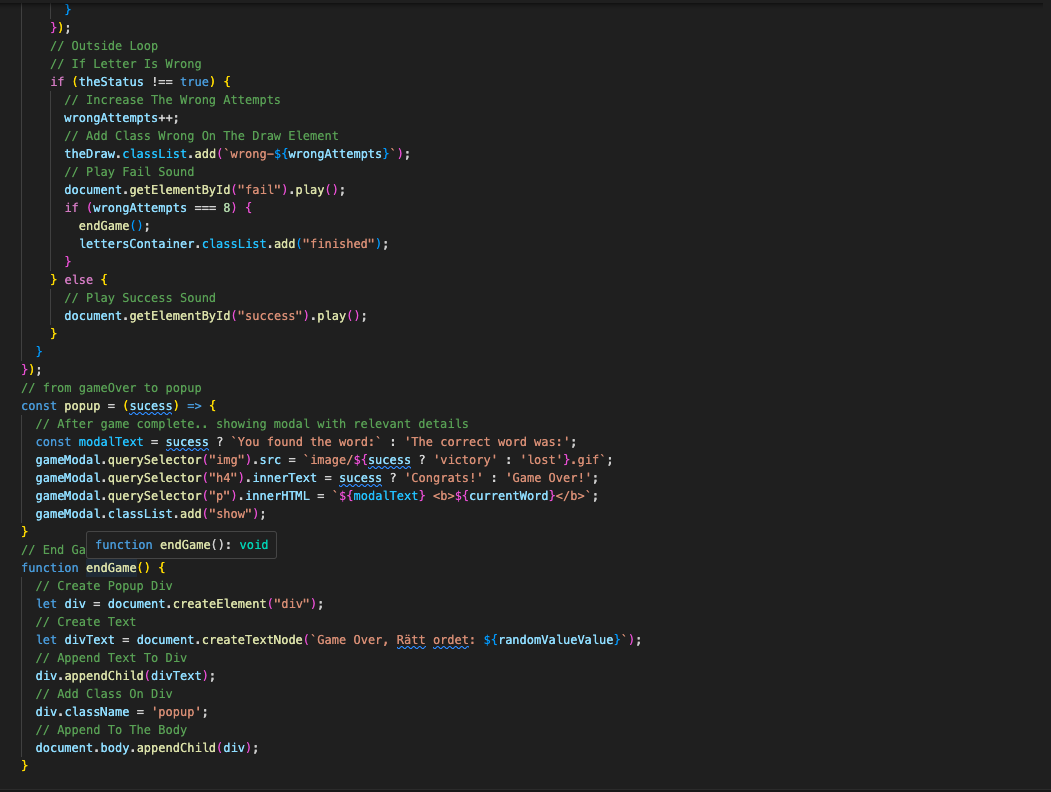 }
});
// Outside Loop
// If Letter Is Wrong
if (theStatus !== true) {
// Increase The Wrong Attempts
wrongAttempts++;
// Add Class Wrong On The Draw Element
theDraw.classList.add(`wrong-${wrongAttempts}`);
// Play Fail Sound
document.getElementById("fail").play();
if (wrongAttempts === 8) {
endGame();
lettersContainer.classList.add("finished");
}
} else {
// Play Success Sound
document.getElementById("success").play();
}
}
});
// from gameOver to popup
const popup = (sucess) => {
// After game complete.. showing modal with relevant details
const modalText = sucess ? `You found the word:` : 'The correct word was:';
gameModal.querySelector("img").src = `image/${sucess ? 'victory' : 'lost'}.gif`;
gameModal.querySelector("h4").innerText = sucess ? 'Congrats!' : 'Game Over!';
gameModal.querySelector("p").innerHTML = `${modalText} <b>${currentWord}</b>`;
gameModal.classList.add("show");
}
function endGame(): void
// End Ga
function endGame() {
// Create Popup Div
let div = document.createElement("div");
// Create Text
let divText = document.createTextNode(`Game Over, Rätt ordet: ${randomValueValue}`);
// Append Text To Div
div.appendChild(divText);
// Add Class On Div
div.className = 'popup';
// Append To The Body
document.body.appendChild(div);
}